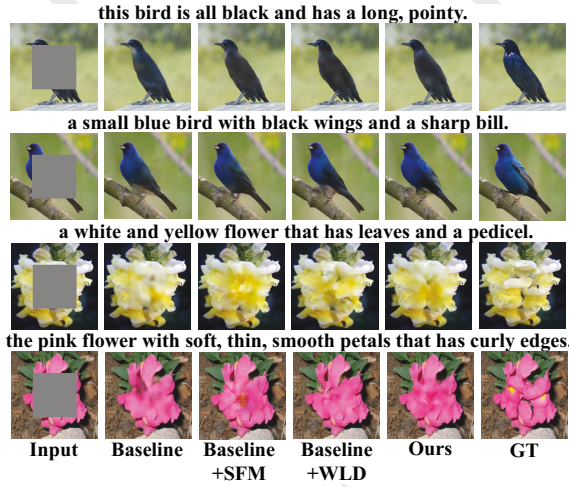 this bird is all black and has a long, pointy.
a small blue bird with black wings and a sharp bill.
a white and yellow flower that has leaves and a pedicel.
the pink flower with soft, thin, smooth petals that has curly edges.
Input Baseline Baseline Baseline Ours GT
+SFM +WLD